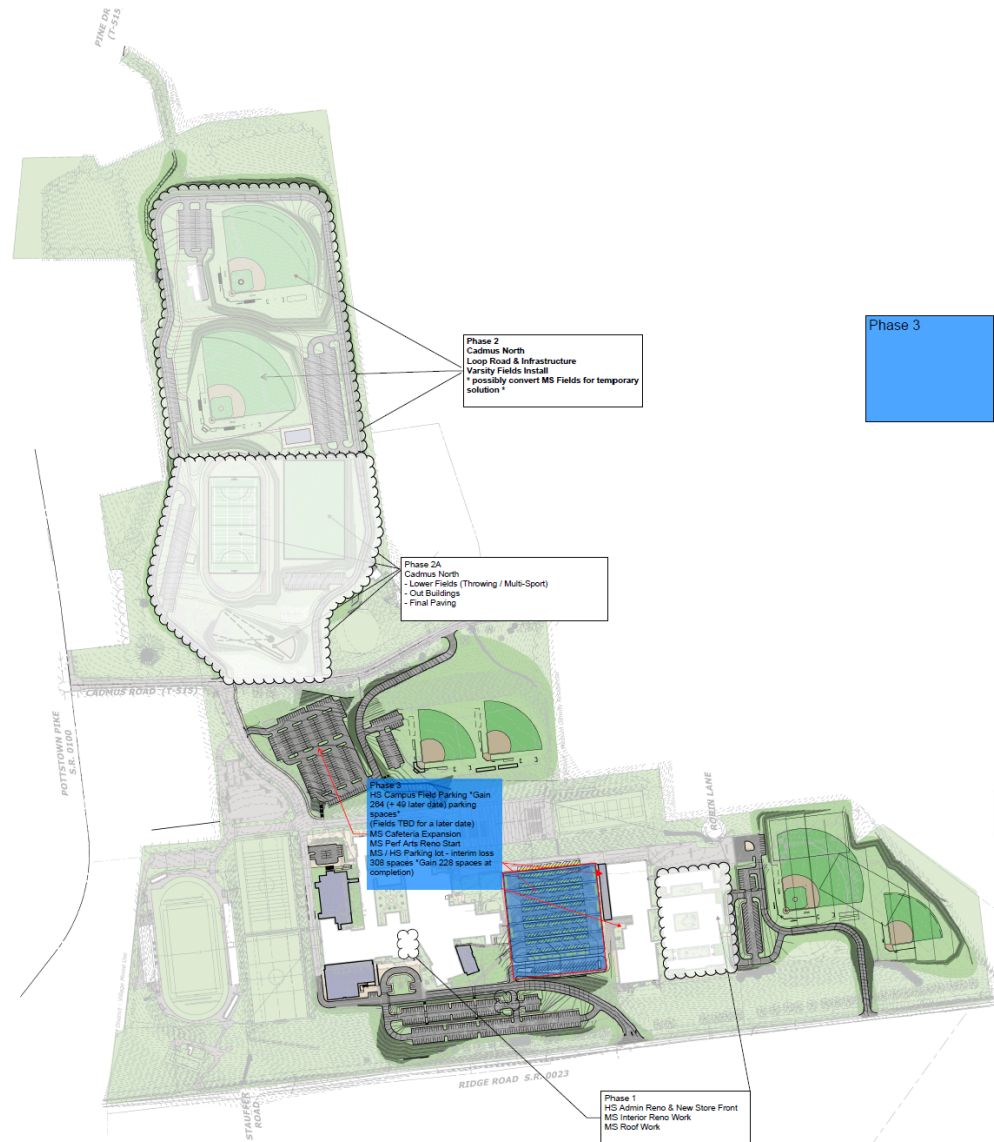 PINE DR
(T-515
Phase 3
Phase 2
Cadmus North
Loop Road & Infrastructure
Varsity Fields Install
* possibly convert MS Fields for temporary
solution *
Phase 2A
Cadmus North
- Lower Fields (Throwing / Multi-Sport)
- Out Buildings
- Final Paving
CADMUS ROAD (T-515)
POTTSTOWN PIKE
S.R. 0100
Phase 3
HS Campus Field Parking *Gain
264 (+ 49 later date) parking
spaces*
(Fields TBD for a later date)
MS Cafeteria Expansion
MS Perf Arts Reno Start
MS / HS Parking lot - interim loss
308 spaces *Gain 228 spaces at
completion)
ROBIN LANE
RIDGE ROAD S.R. 0023
STAUFFER
ROAD
Phase 1
HS Admin Reno & New Store Front
MS Interior Reno Work
MS Roof Work